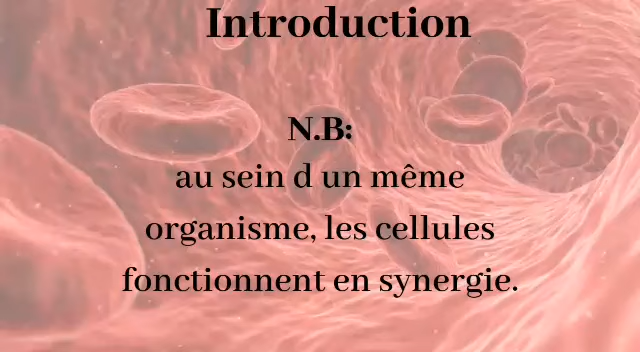 Introduction
N.B:
au sein d un même
organisme, les cellules
fonctionnent en synergie.